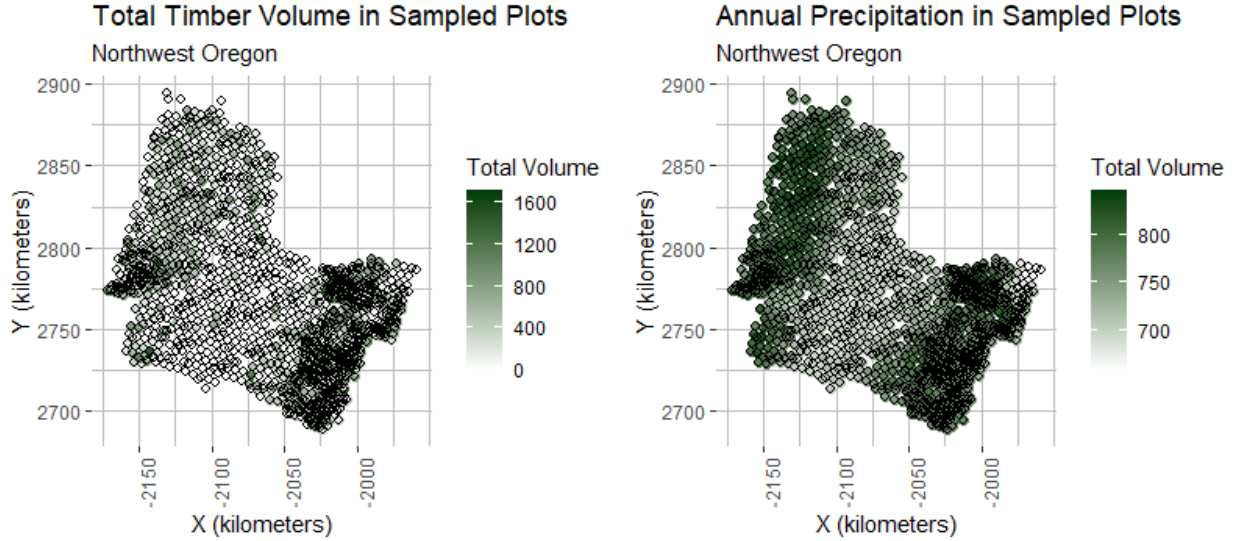 Total Timber Volume in Sampled Plots
Northwest Oregon
2900
2850
2800
2750
2700
Y (kilometers)
-2150
-2100
-2050
-2000
X (kilometers)
Total Volume
1600
1200
800
400
0
Annual Precipitation in Sampled Plots
Northwest Oregon
2900
2850
2800
2750
2700
Y (kilometers)
-2150
-2100
-2050
-2000
X (kilometers)
Total Volume
800
750
700